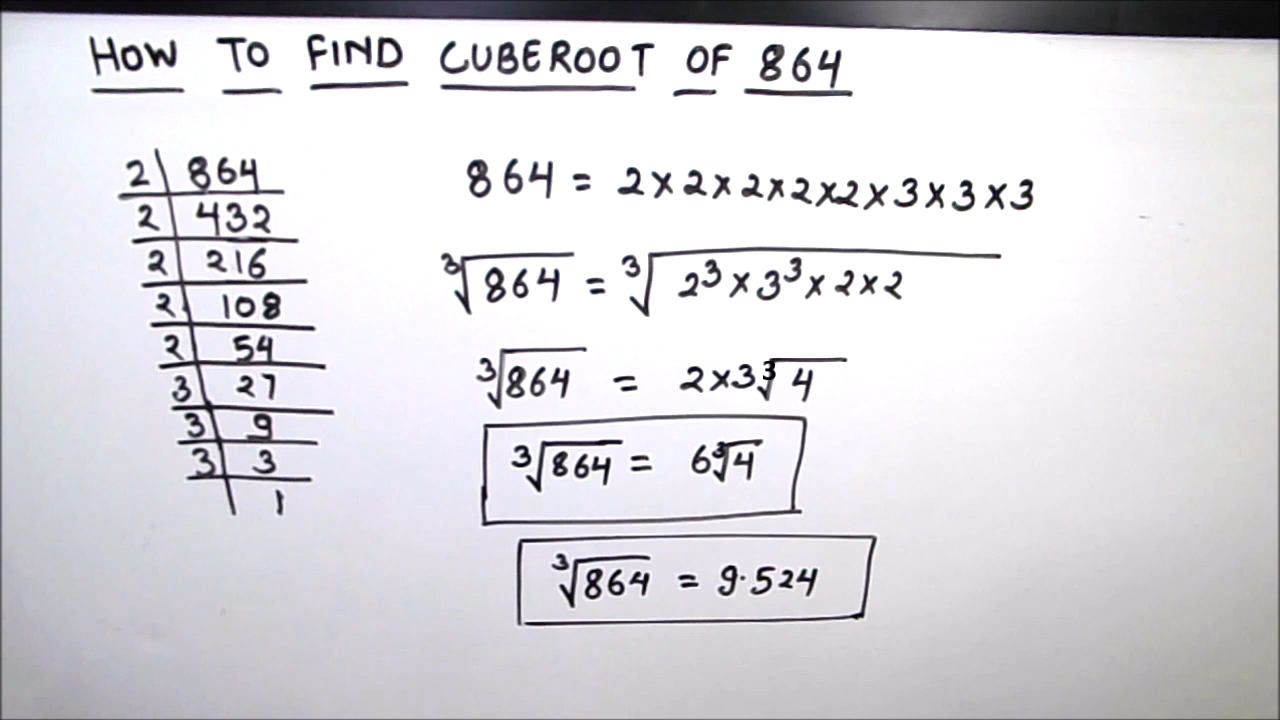 HOW TO FIND CUBEROOT OF 864
2 | 864
2 | 432
2 | 216
2 | 108
2 | 54
3 | 27
3 | 9
3 | 3
1
864 = 2×2×2×2×2×3×3×3
∛864 = ∛2³×3³×2×2
∛864 = 2×3∛4
∛864 = 6∛4
∛864 = 9.524